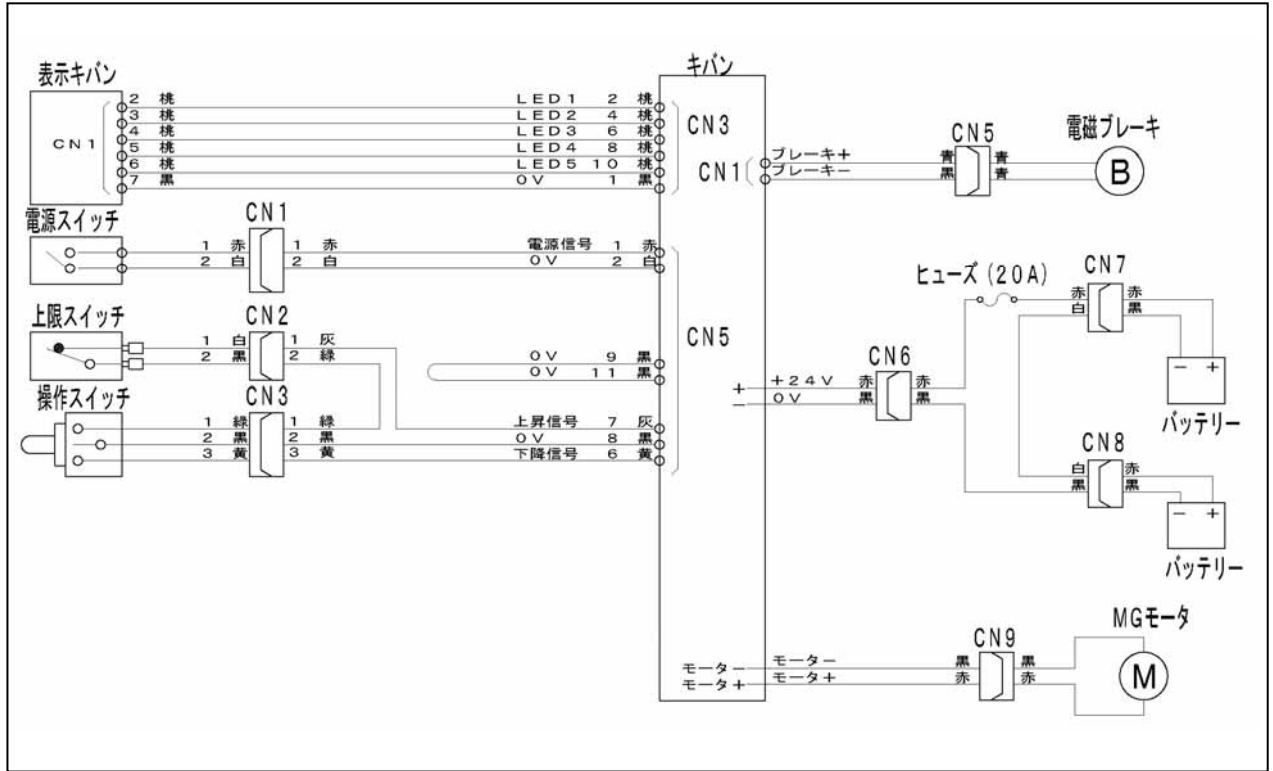 表示キバン
CN1
2 桃
3 桃
4 桃
5 桃
6 桃
7 黒
LED1 2 桃
LED2 4 桃
LED3 6 桃
LED4 8 桃
LED5 10 桃
0V 1 黒
キバン
CN3
CN1
ブレーキ+
ブレーキ−
CN5
青 青
黒 青
電磁ブレーキ
B
電源スイッチ
CN1
1 赤 1 赤
2 白 2 白
電源信号 1 赤
0V 2 白
上限スイッチ
CN2
1 白 1 灰
2 黒 2 緑
CN5
0V 9 黒
0V 11 黒
操作スイッチ
CN3
1 緑 1 緑
2 黒 2 黒
3 黄 3 黄
上昇信号 7 灰
0V 8 黒
下降信号 6 黄
ヒューズ(20A)
CN7
赤 赤
白 黒
− +
バッテリー
CN6
+ +24V 赤 赤
− 0V 黒 黒
CN8
白 赤
黒 黒
− +
バッテリー
MGモータ
CN9
モーター− モーター− 黒 黒
モータ+ モータ+ 赤 赤
M